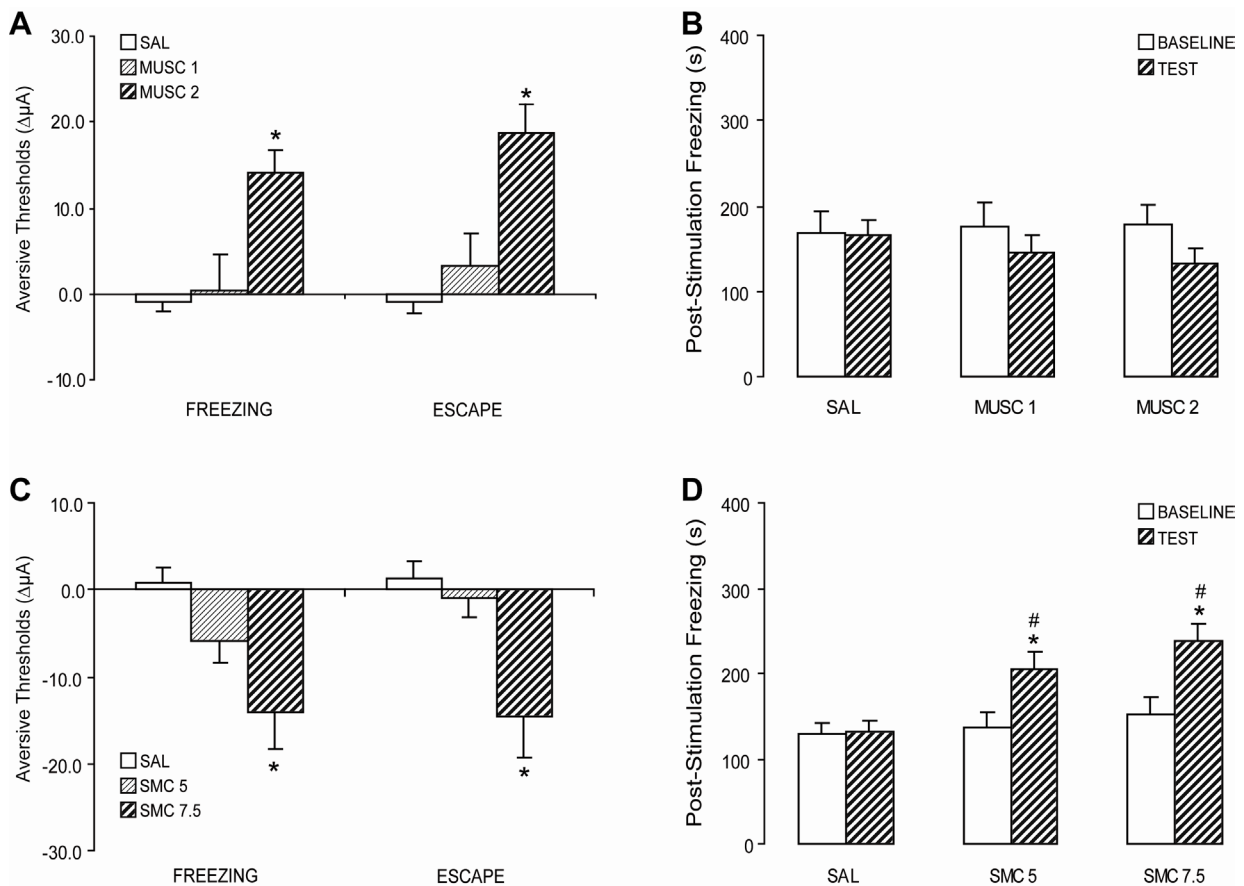 A
30.0
20.0
10.0
0.0
-10.0
Aversive Thresholds (ΔμA)
SAL
MUSC 1
MUSC 2
*
*
FREEZING
ESCAPE
B
400
300
200
100
0
Post-Stimulation Freezing (s)
BASELINE
TEST
SAL
MUSC 1
MUSC 2
C
10.0
0.0
-10.0
-20.0
-30.0
Aversive Thresholds (ΔμA)
SAL
SMC 5
SMC 7.5
*
*
FREEZING
ESCAPE
D
400
300
200
100
0
Post-Stimulation Freezing (s)
BASELINE
TEST
#
*
#
*
SAL
SMC 5
SMC 7.5